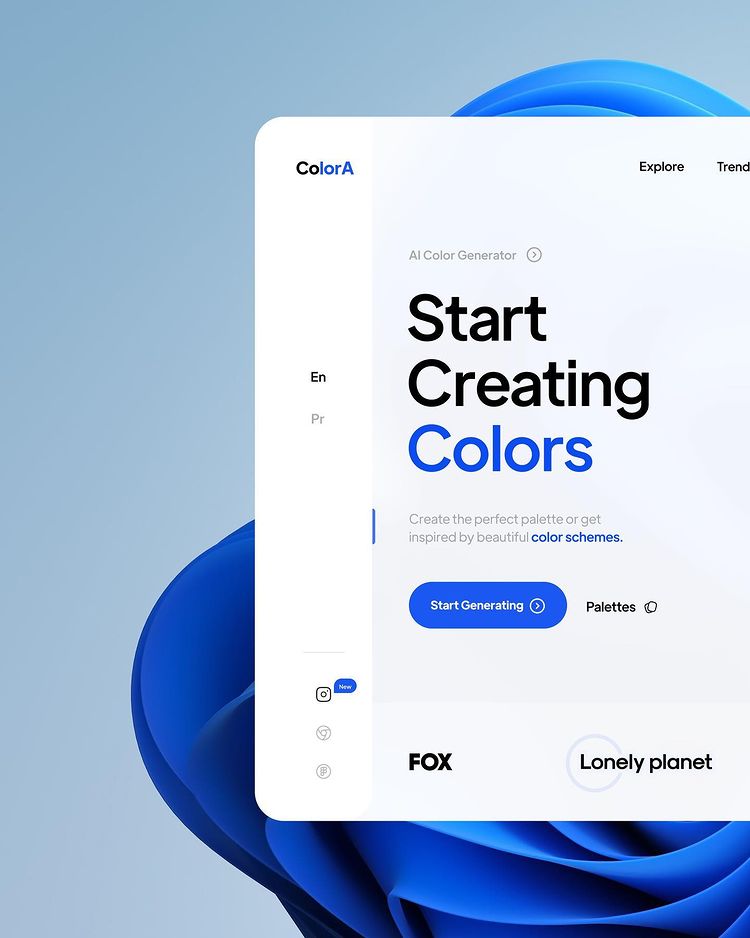 ColorA
Explore
Trend
AI Color Generator
Start
Creating
Colors
En
Pr
Create the perfect palette or get
inspired by beautiful color schemes.
Start Generating
Palettes
New
FOX
Lonely planet